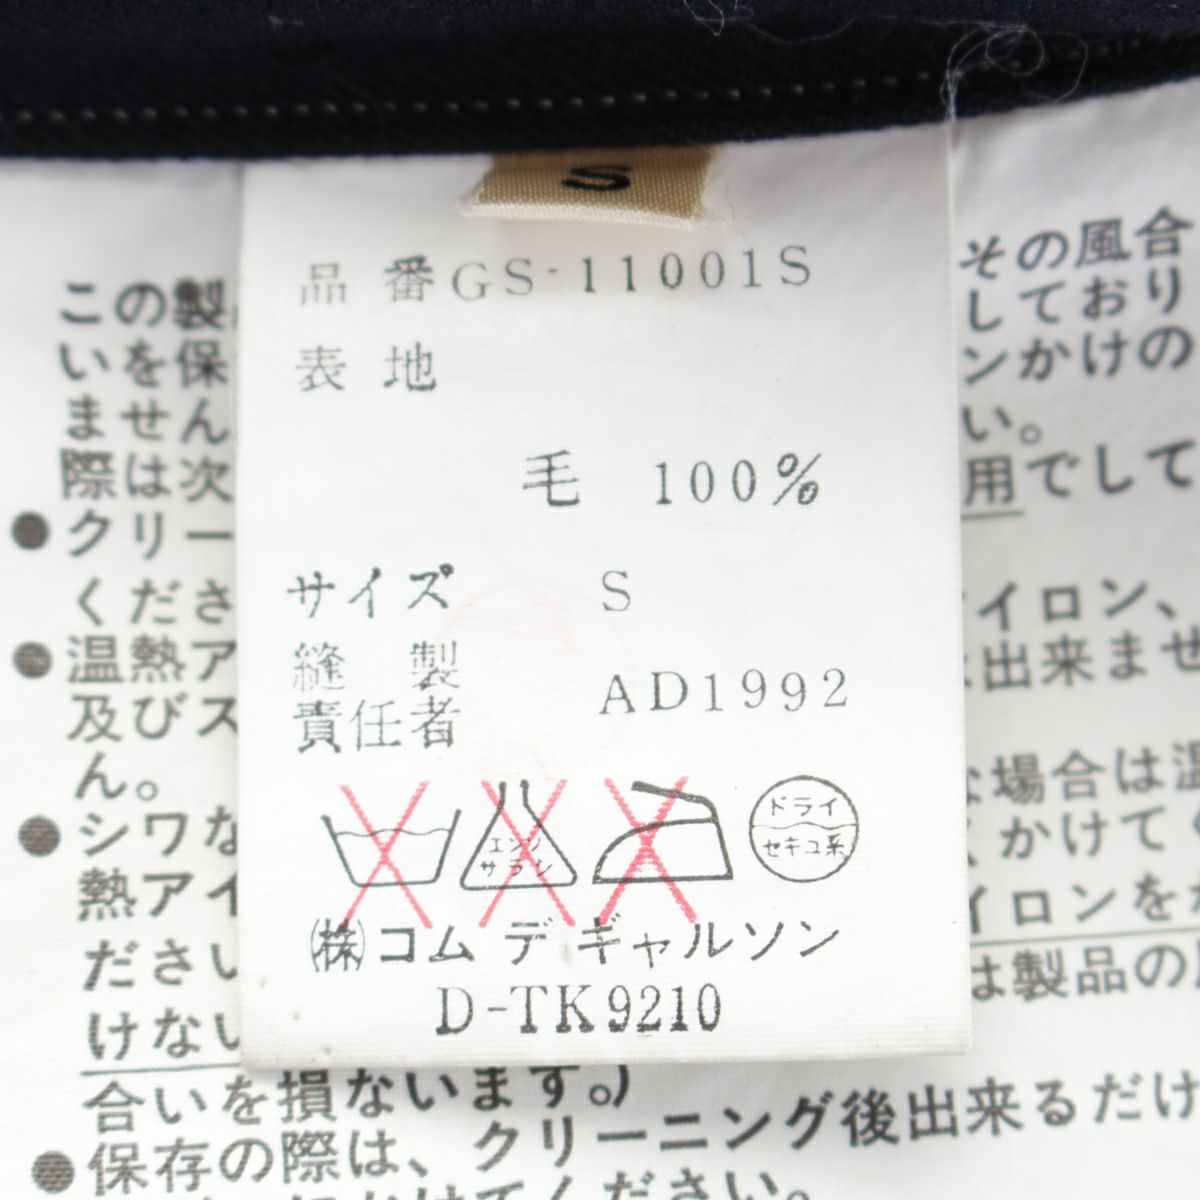 S
品番GS-11001S
表地
毛 100%
サイズ S
縫製
責任者 AD1992
エンソ
サラシ
ドライ
セキユ系
㈱コム デ ギャルソン
D-TK9210
この製
いを保
ません
際は次
●クリー
くださ
●温熱ア
及びス
ん。
●シワな
熱アイ
ださい
けない
合いを損ないます。)
●保存の際は、クリーニング後出来るだけ
その風合
しており
ンかけの
い。
用でして
イロン、
出来ませ
な場合は温
かけて
イロンを
は製品の